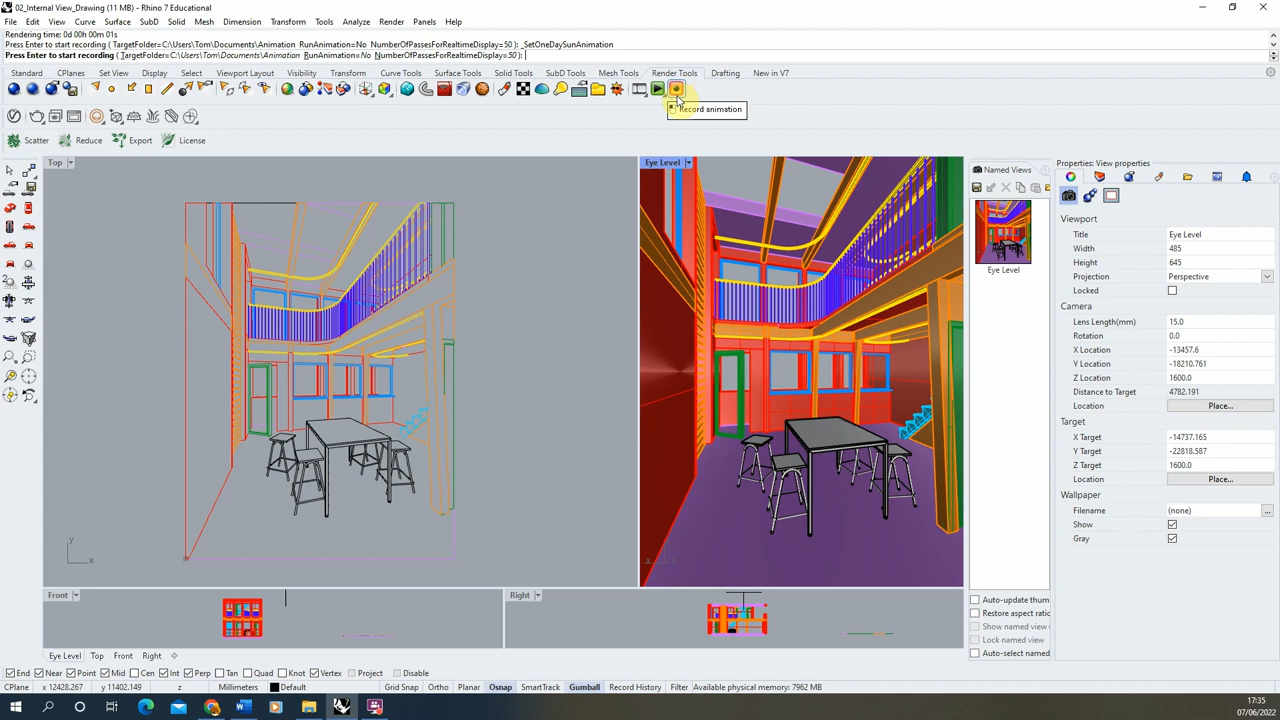 02_Internal View_Drawing (11 MB) - Rhino 7 Educational
File Edit View Curve Surface SubD Solid Mesh Dimension Transform Tools Analyze Render Panels Help
Rendering time: 0d 00h 00m 01s
Press Enter to start recording ( TargetFolder=C:\Users\Tom\Documents\Animation RunAnimation=No NumberOfPassesForRealtimeDisplay=50 ): _SetOneDaySunAnimation
Press Enter to start recording ( TargetFolder=C:\Users\Tom\Documents\Animation RunAnimation=No NumberOfPassesForRealtimeDisplay=50 ):
Standard CPlanes Set View Display Select Viewport Layout Visibility Transform Curve Tools Surface Tools Solid Tools SubD Tools Mesh Tools Render Tools Drafting New in V7
Record animation
Scatter Reduce Export License
Top
Eye Level
Named Views
Eye Level
Properties: View properties
Viewport
Title Eye Level
Width 485
Height 645
Projection Perspective
Locked
Camera
Lens Length(mm) 15.0
Rotation 0.0
X Location -13457.6
Y Location -18210.761
Z Location 1600.0
Distance to Target 4782.191
Location Place...
Target
X Target -14737.165
Y Target -22818.587
Z Target 1600.0
Location Place...
Wallpaper
Filename (none) ...
Show
Gray
y
x
Front
Right
Auto-update thum
Restore aspect ratic
Show named view w
Lock named view
Auto-select named
Eye Level Top Front Right
End Near Point Mid Cen Int Perp Tan Quad Knot Vertex Project Disable
CPlane x 12428.267 y 11402.149 z Millimeters Default Grid Snap Ortho Planar Osnap SmartTrack Gumball Record History Filter Available physical memory: 7962 MB
17:35
07/06/2022